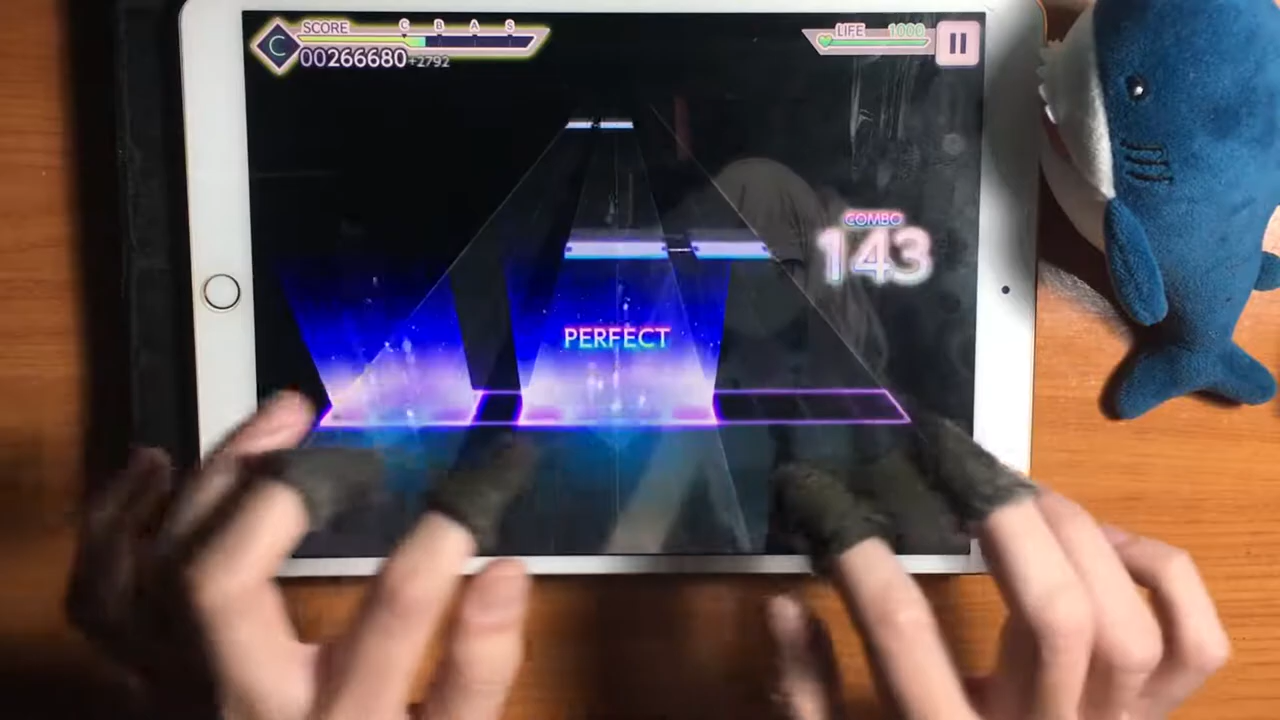 SCORE C B A S
C
00266680 +2792
LIFE 1000
COMBO
143
PERFECT